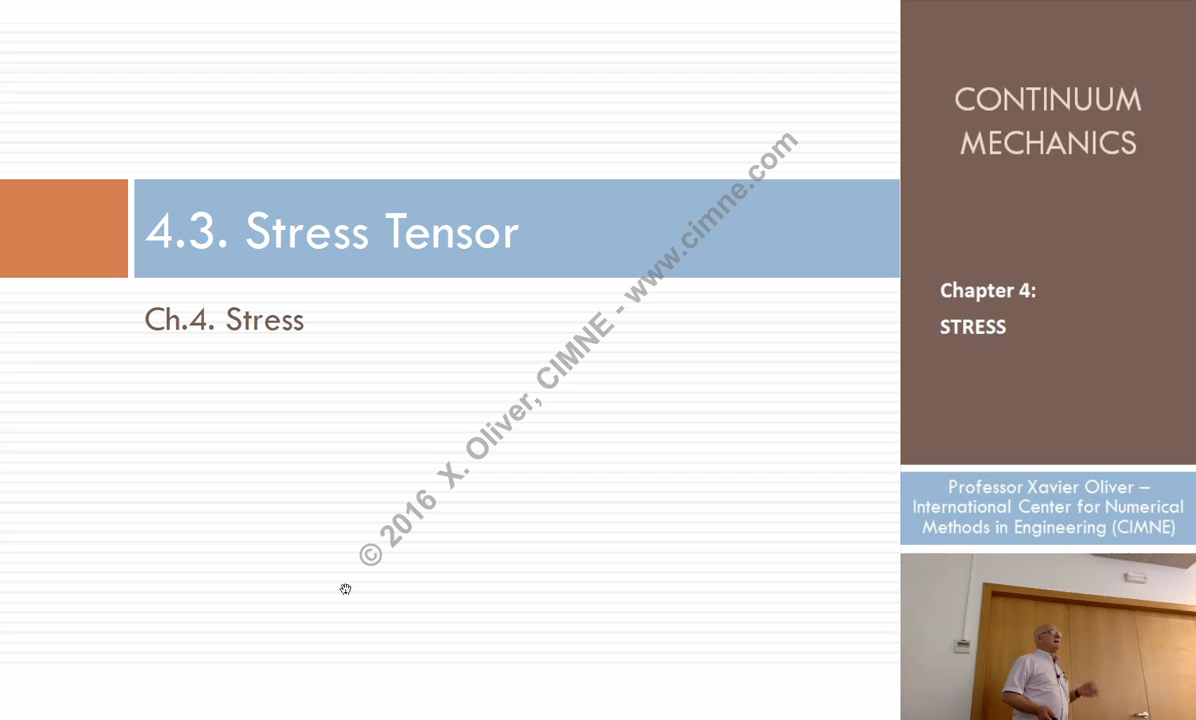 4.3. Stress Tensor
Ch.4. Stress
© 2016 X. Oliver, CIMNE - www.cimne.com
CONTINUUM
MECHANICS
Chapter 4:
STRESS
Professor Xavier Oliver –
International Center for Numerical
Methods in Engineering (CIMNE)